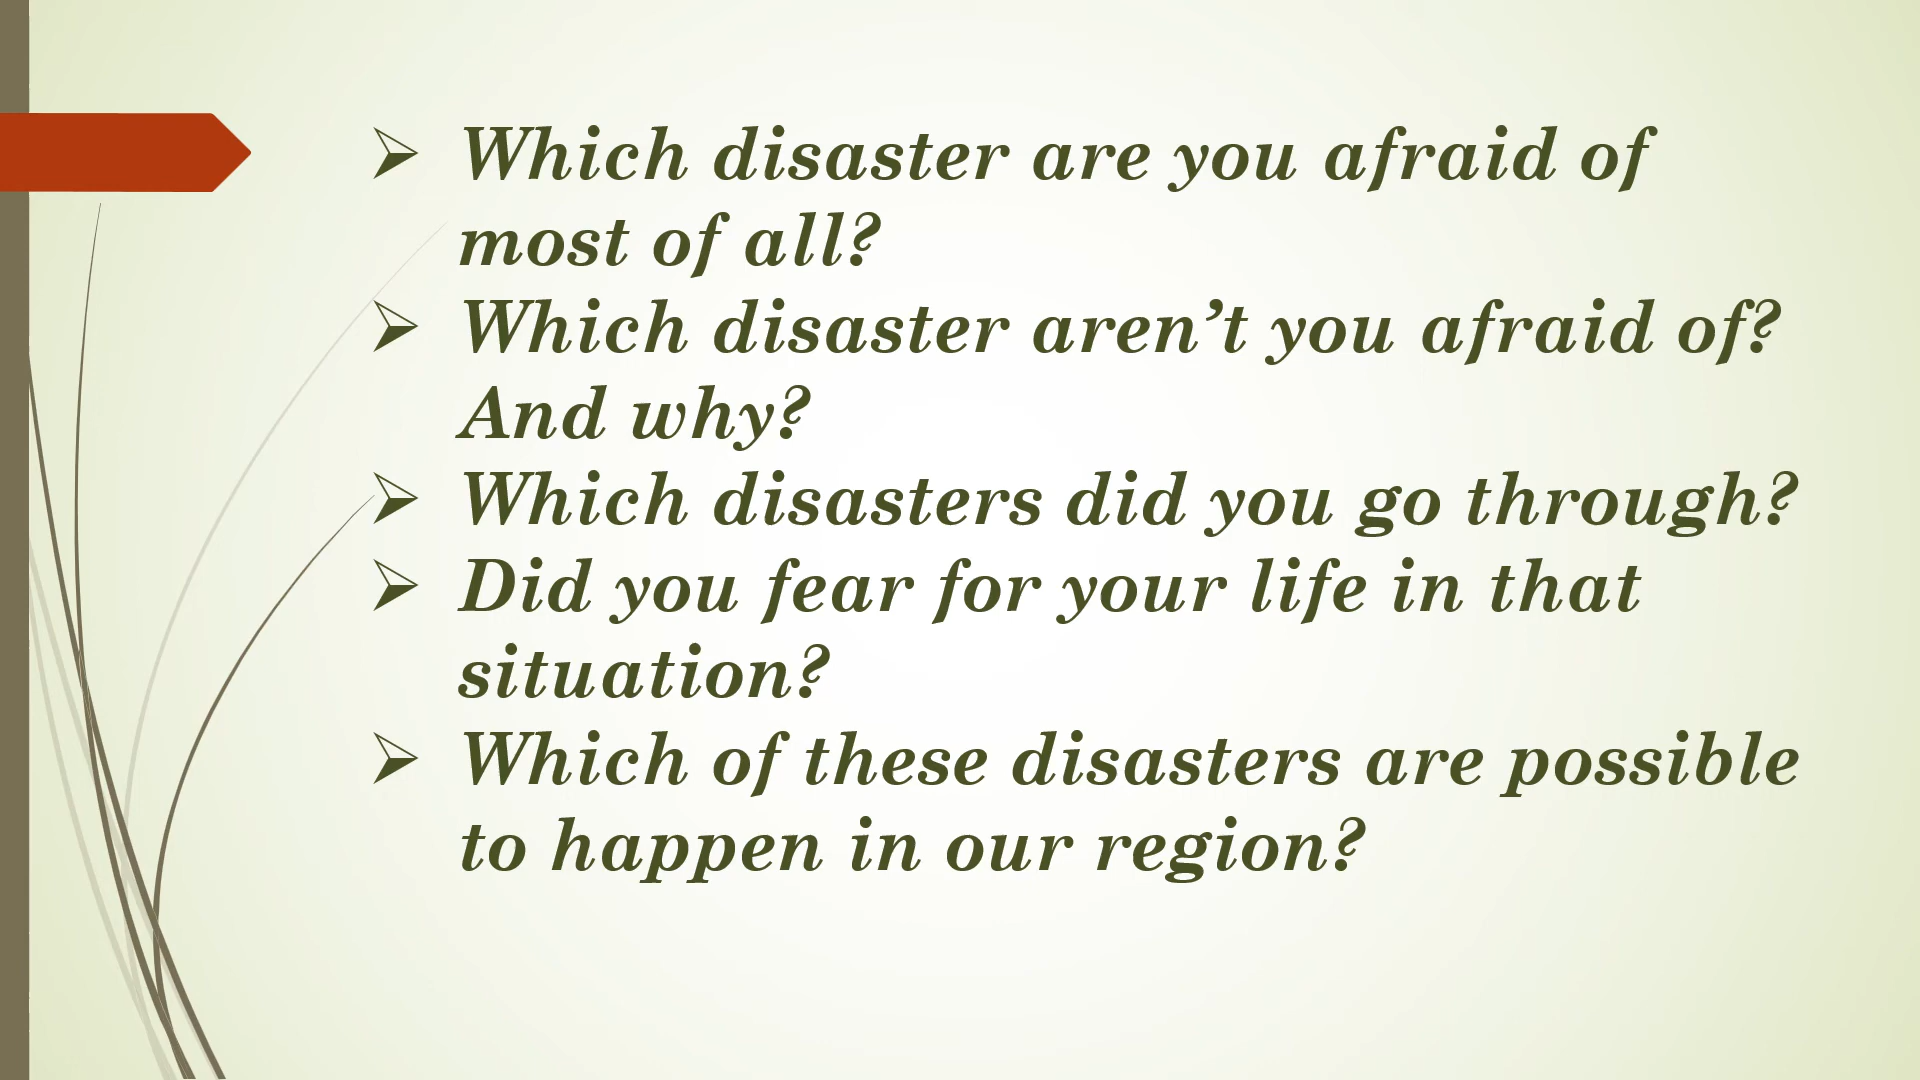 Which disaster are you afraid of
most of all?
Which disaster aren’t you afraid of?
And why?
Which disasters did you go through?
Did you fear for your life in that
situation?
Which of these disasters are possible
to happen in our region?